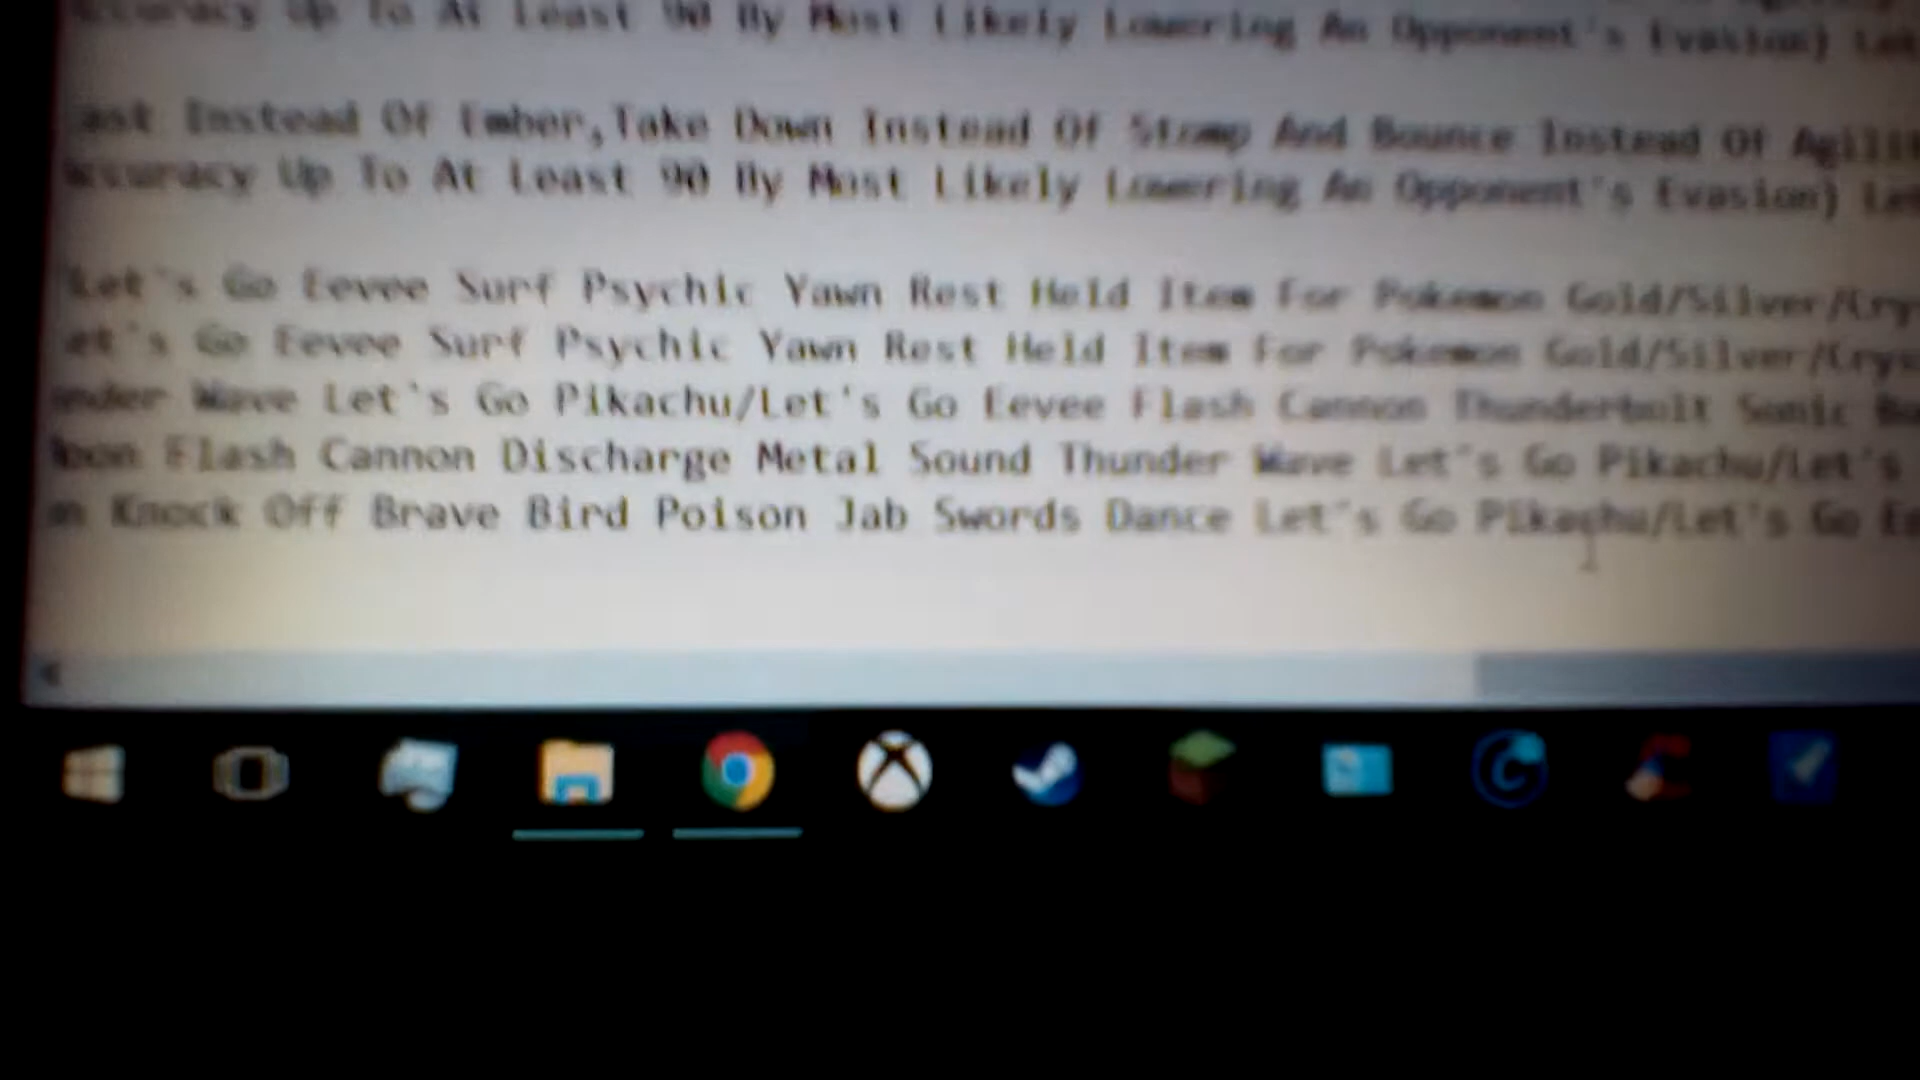 Up To At Least 90 By Most Likely Lowering An Opponent's Evasion)
Instead Of Ember,Take Down Instead Of Stomp And Bounce Instead Of
Up To At Least 90 By Most Likely Lowering An Opponent's Evasion)
Let's Go Eevee Surf Psychic Yawn Rest Held Item For Pokemon Gold/Silver/Cry
et's Go Eevee Surf Psychic Yawn Rest Held Item For Pokemon Gold/Silver/Crys
nder Wave Let's Go Pikachu/Let's Go Eevee Flash Cannon Thunderbolt Sonic
Flash Cannon Discharge Metal Sound Thunder Wave Let's Go Pikachu/Let's
Knock Off Brave Bird Poison Jab Swords Dance Let's Go Pikachu/Let's Go